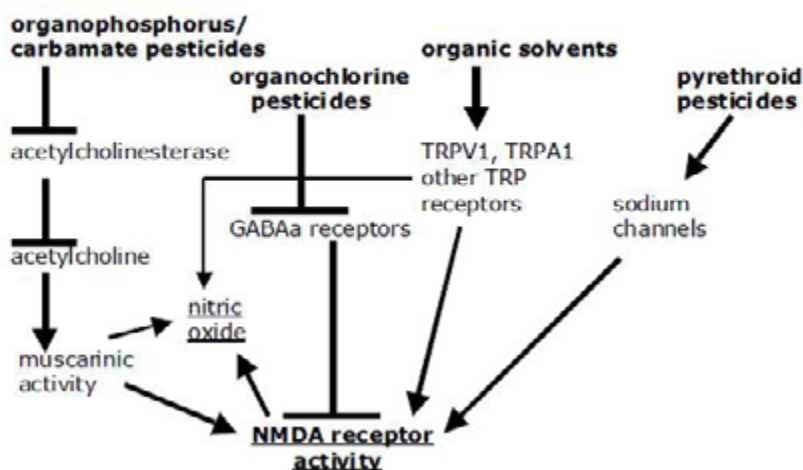 organophosphorus/
carbamate pesticides
organochlorine
pesticides
organic solvents
pyrethroid
pesticides
acetylcholinesterase
TRPV1, TRPA1
other TRP
receptors
sodium
channels
GABAa receptors
acetylcholine
nitric
oxide
muscarinic
activity
NMDA receptor
activity